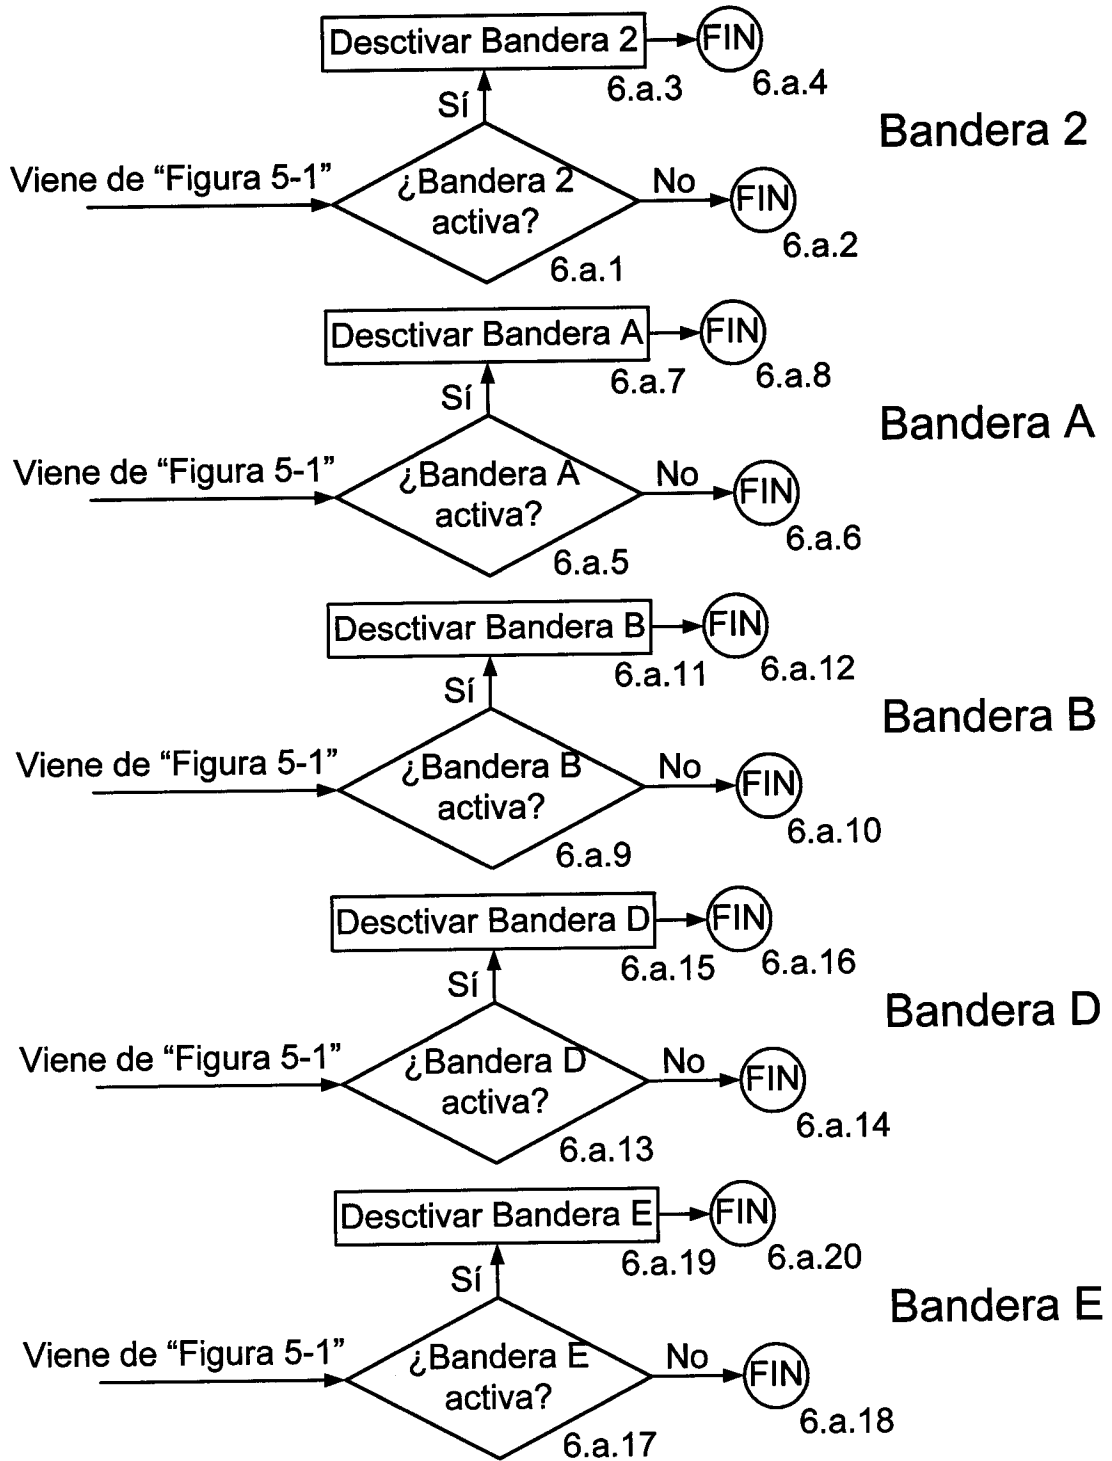 Desctivar Bandera 2
FIN
6.a.3
6.a.4
Sí
Bandera 2
Viene de “Figura 5-1”
¿Bandera 2
activa?
No
FIN
6.a.2
6.a.1
Desctivar Bandera A
FIN
6.a.7
6.a.8
Sí
Bandera A
Viene de “Figura 5-1”
¿Bandera A
activa?
No
FIN
6.a.6
6.a.5
Desctivar Bandera B
FIN
6.a.11
6.a.12
Sí
Bandera B
Viene de “Figura 5-1”
¿Bandera B
activa?
No
FIN
6.a.10
6.a.9
Desctivar Bandera D
FIN
6.a.15
6.a.16
Sí
Bandera D
Viene de “Figura 5-1”
¿Bandera D
activa?
No
FIN
6.a.14
6.a.13
Desctivar Bandera E
FIN
6.a.19
6.a.20
Sí
Bandera E
Viene de “Figura 5-1”
¿Bandera E
activa?
No
FIN
6.a.18
6.a.17